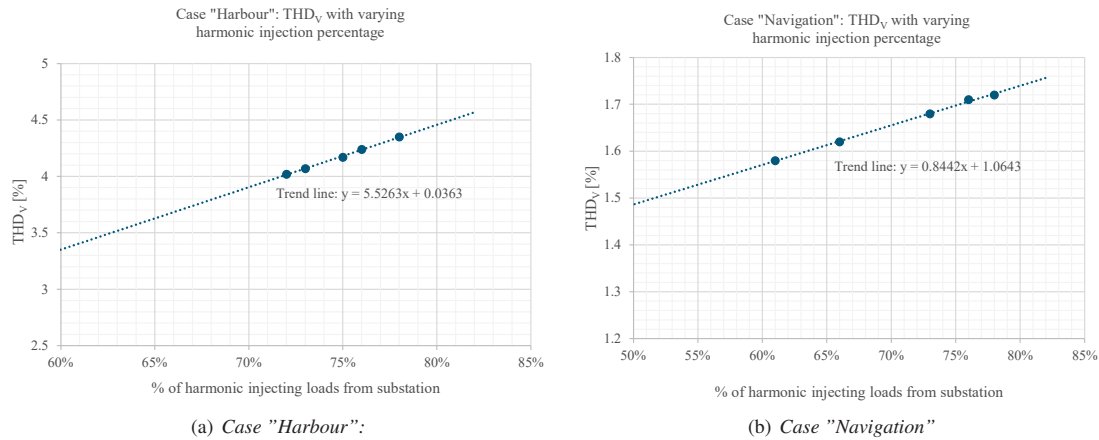 Case "Harbour": THDV with varying
harmonic injection percentage
5
4.5
4
3.5
3
2.5
THDV [%]
Trend line: y = 5.5263x + 0.0363
60%
65%
70%
75%
80%
85%
% of harmonic injecting loads from substation
(a) Case ”Harbour”:
Case "Navigation": THDV with varying
harmonic injection percentage
1.8
1.7
1.6
1.5
1.4
1.3
1.2
THDV [%]
Trend line: y = 0.8442x + 1.0643
50%
55%
60%
65%
70%
75%
80%
85%
% of harmonic injecting loads from substation
(b) Case ”Navigation”